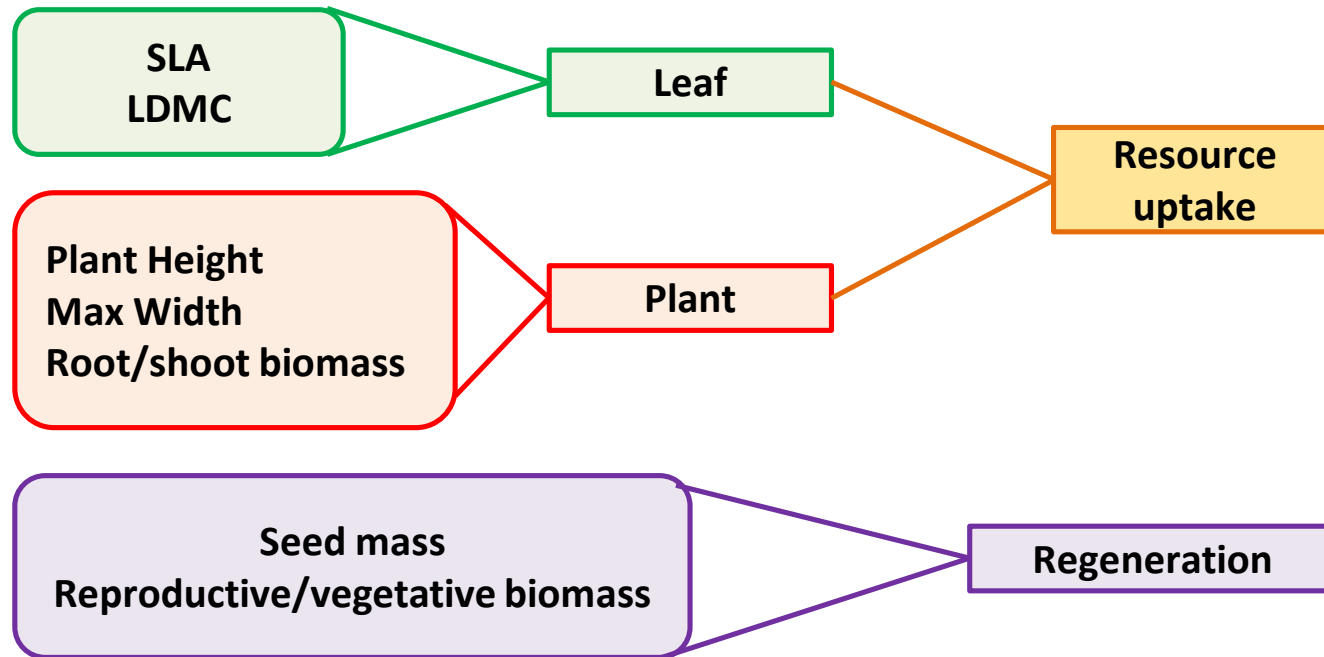 SLA
LDMC
Leaf
Resource
uptake
Plant Height
Max Width
Root/shoot biomass
Plant
Seed mass
Reproductive/vegetative biomass
Regeneration